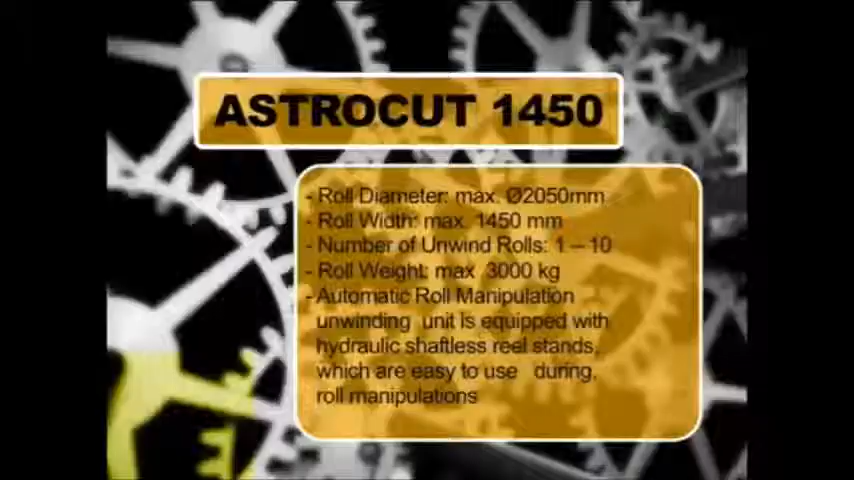 ASTROCUT 1450
- Roll Diameter: max. Ø2050mm
- Roll Width: max. 1450 mm
- Number of Unwind Rolls: 1 – 10
- Roll Weight: max. 3000 kg
- Automatic Roll Manipulation
unwinding unit is equipped with
hydraulic shaftless reel stands,
which are easy to use during.
roll manipulations